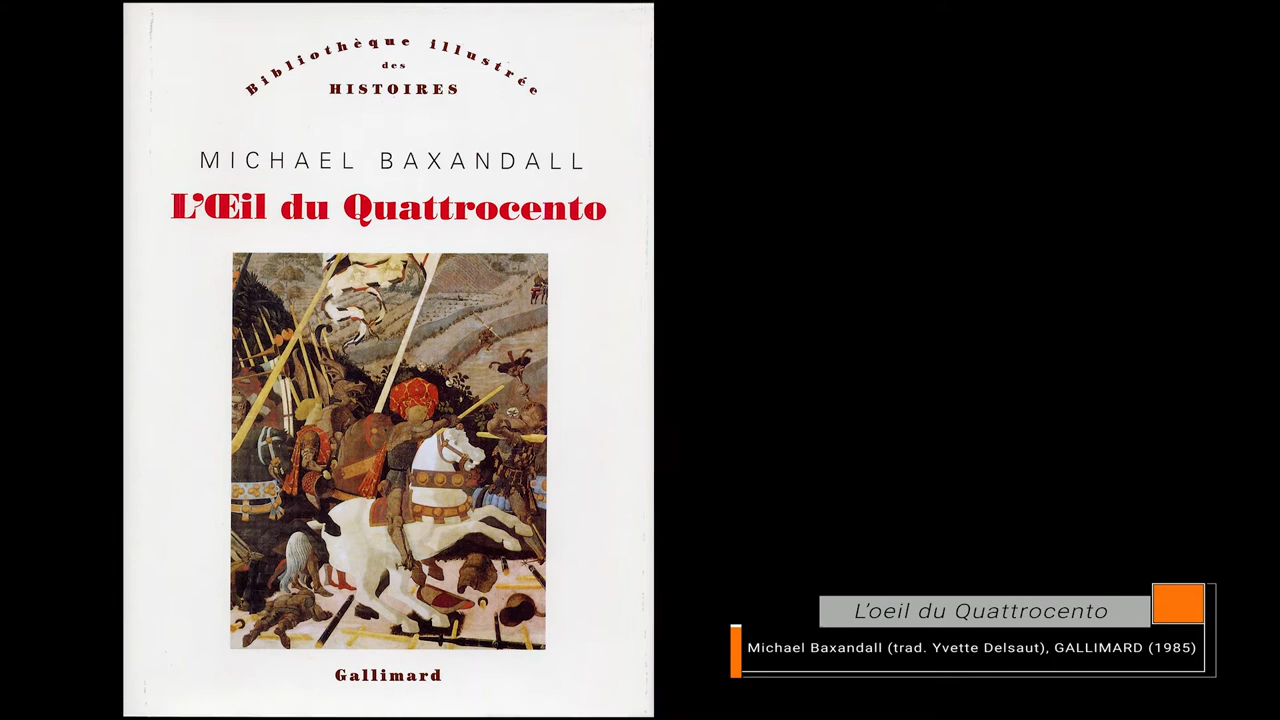 Bibliothèque illustrée
des
HISTOIRES
MICHAEL BAXANDALL
L'Œil du Quattrocento
Gallimard
L'oeil du Quattrocento
Michael Baxandall (trad. Yvette Delsaut), GALLIMARD (1985)